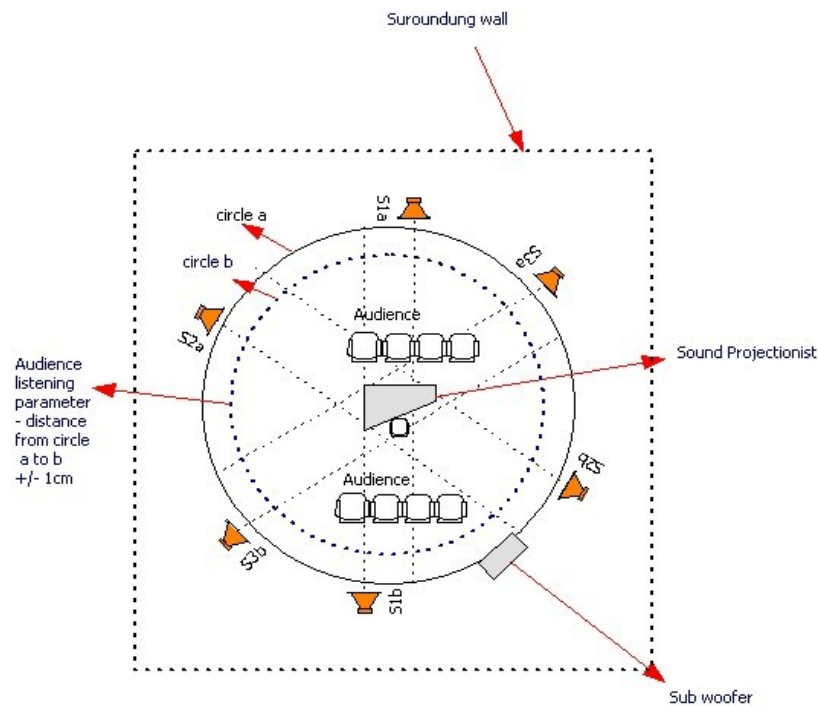 Suroundung wall
S1a
circle a
S3a
circle b
Audience
S2a
Sound Projectionist
Audience
listening
parameter
- distance
from circle
a to b
+/- 1cm
S2b
Audience
S3b
S1b
Sub woofer